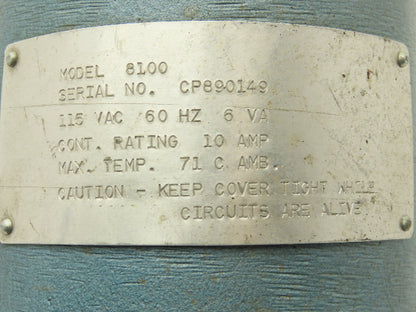 MODEL 8100
SERIAL NO. CP890149
115 VAC 60 HZ 6 VA
CONT. RATING 10 AMP
MAX. TEMP. 71 C AMB.
CAUTION - KEEP COVER TIGHT WHILE
CIRCUITS ARE ALIVE